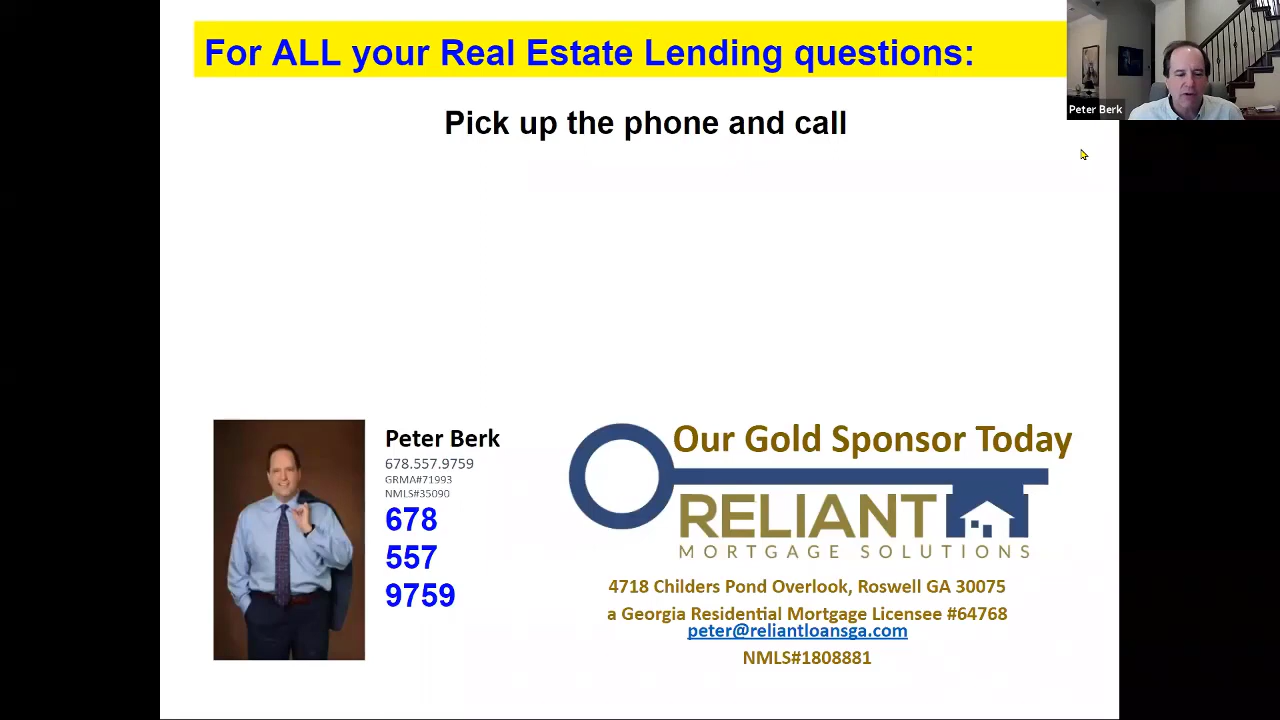 For ALL your Real Estate Lending questions:
Peter Berk
Pick up the phone and call
Peter Berk
678.557.9759
GRMA#71993
NMLS#35090
678
557
9759
Our Gold Sponsor Today
RELIANT
MORTGAGE SOLUTIONS
4718 Childers Pond Overlook, Roswell GA 30075
a Georgia Residential Mortgage Licensee #64768
peter@reliantloansga.com
NMLS#1808881